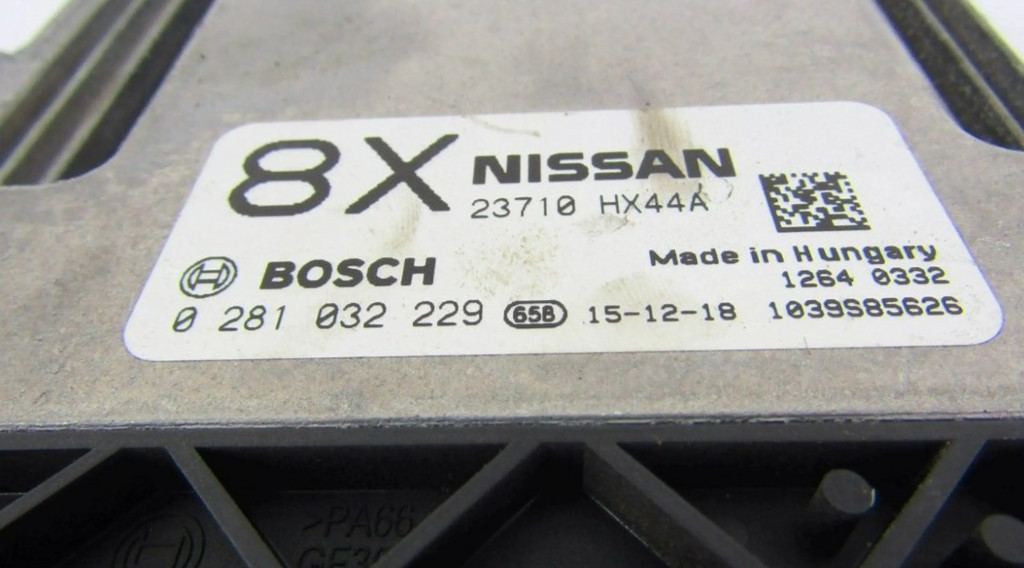 8X NISSAN
23710 HX44A
Made in Hungary
BOSCH
1264 0332
0 281 032 229 65B 15-12-18 1039S85626
>PA66